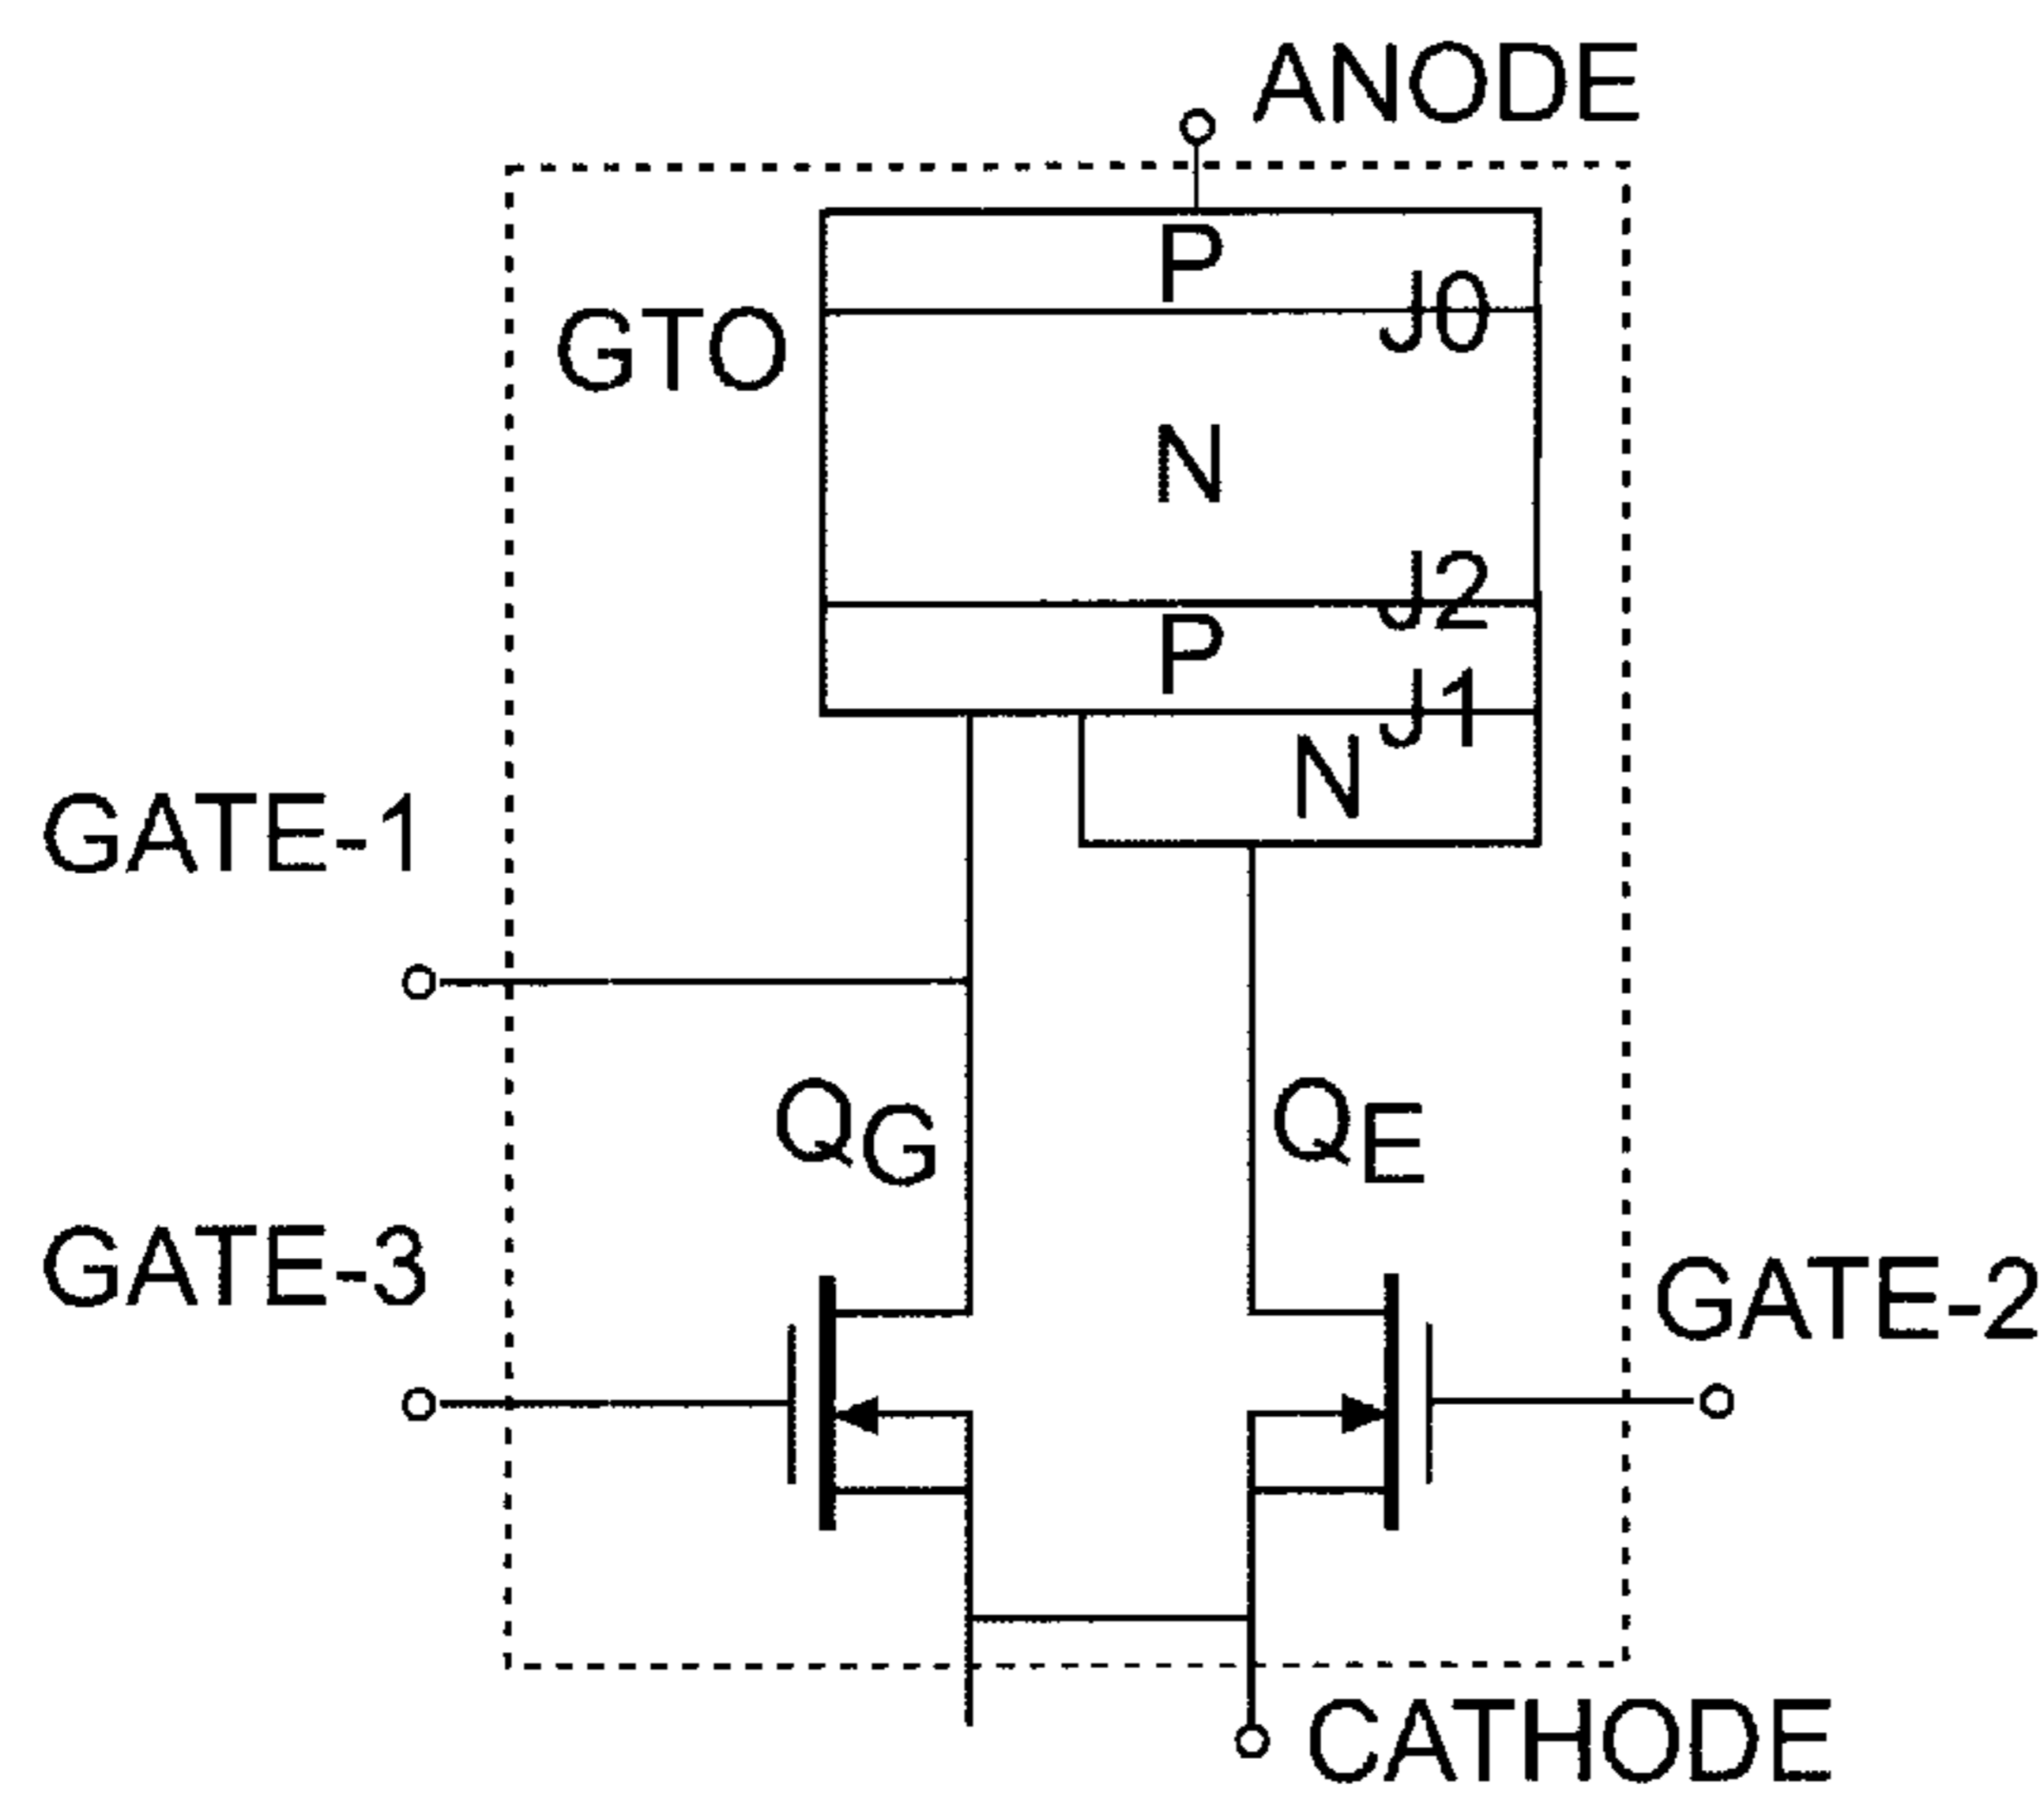 ANODE
P
J0
GTO
N
J2
P
J1
N
GATE-1
QG
QE
GATE-3
GATE-2
CATHODE